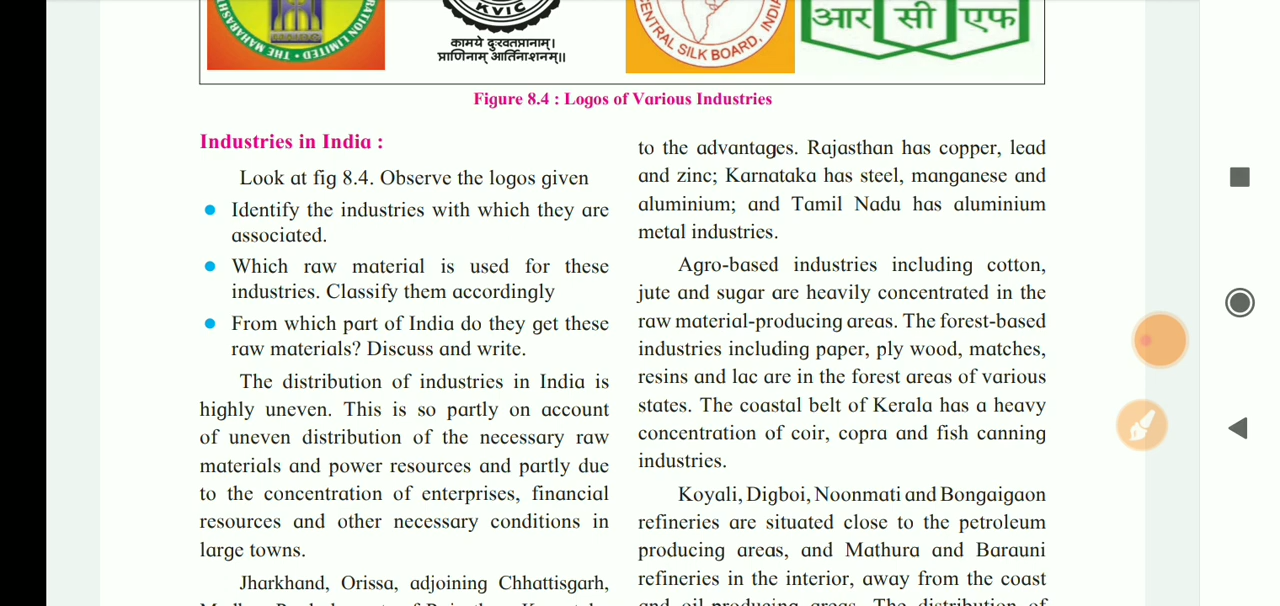 RATION LIMITED · THE MAHARASH
KVIC
कामये दुःखतप्तानाम्।
प्राणिनाम् आर्तिनाशनम्॥
CENTRAL SILK BOARD, INDIA
आर सी एफ
Figure 8.4 : Logos of Various Industries
Industries in India :
Look at fig 8.4. Observe the logos given
• Identify the industries with which they are
associated.
• Which raw material is used for these
industries. Classify them accordingly
• From which part of India do they get these
raw materials? Discuss and write.
The distribution of industries in India is
highly uneven. This is so partly on account
of uneven distribution of the necessary raw
materials and power resources and partly due
to the concentration of enterprises, financial
resources and other necessary conditions in
large towns.
Jharkhand, Orissa, adjoining Chhattisgarh,
to the advantages. Rajasthan has copper, lead
and zinc; Karnataka has steel, manganese and
aluminium; and Tamil Nadu has aluminium
metal industries.
Agro-based industries including cotton,
jute and sugar are heavily concentrated in the
raw material-producing areas. The forest-based
industries including paper, ply wood, matches,
resins and lac are in the forest areas of various
states. The coastal belt of Kerala has a heavy
concentration of coir, copra and fish canning
industries.
Koyali, Digboi, Noonmati and Bongaigaon
refineries are situated close to the petroleum
producing areas, and Mathura and Barauni
refineries in the interior, away from the coast
and oil-producing areas. The distribution of